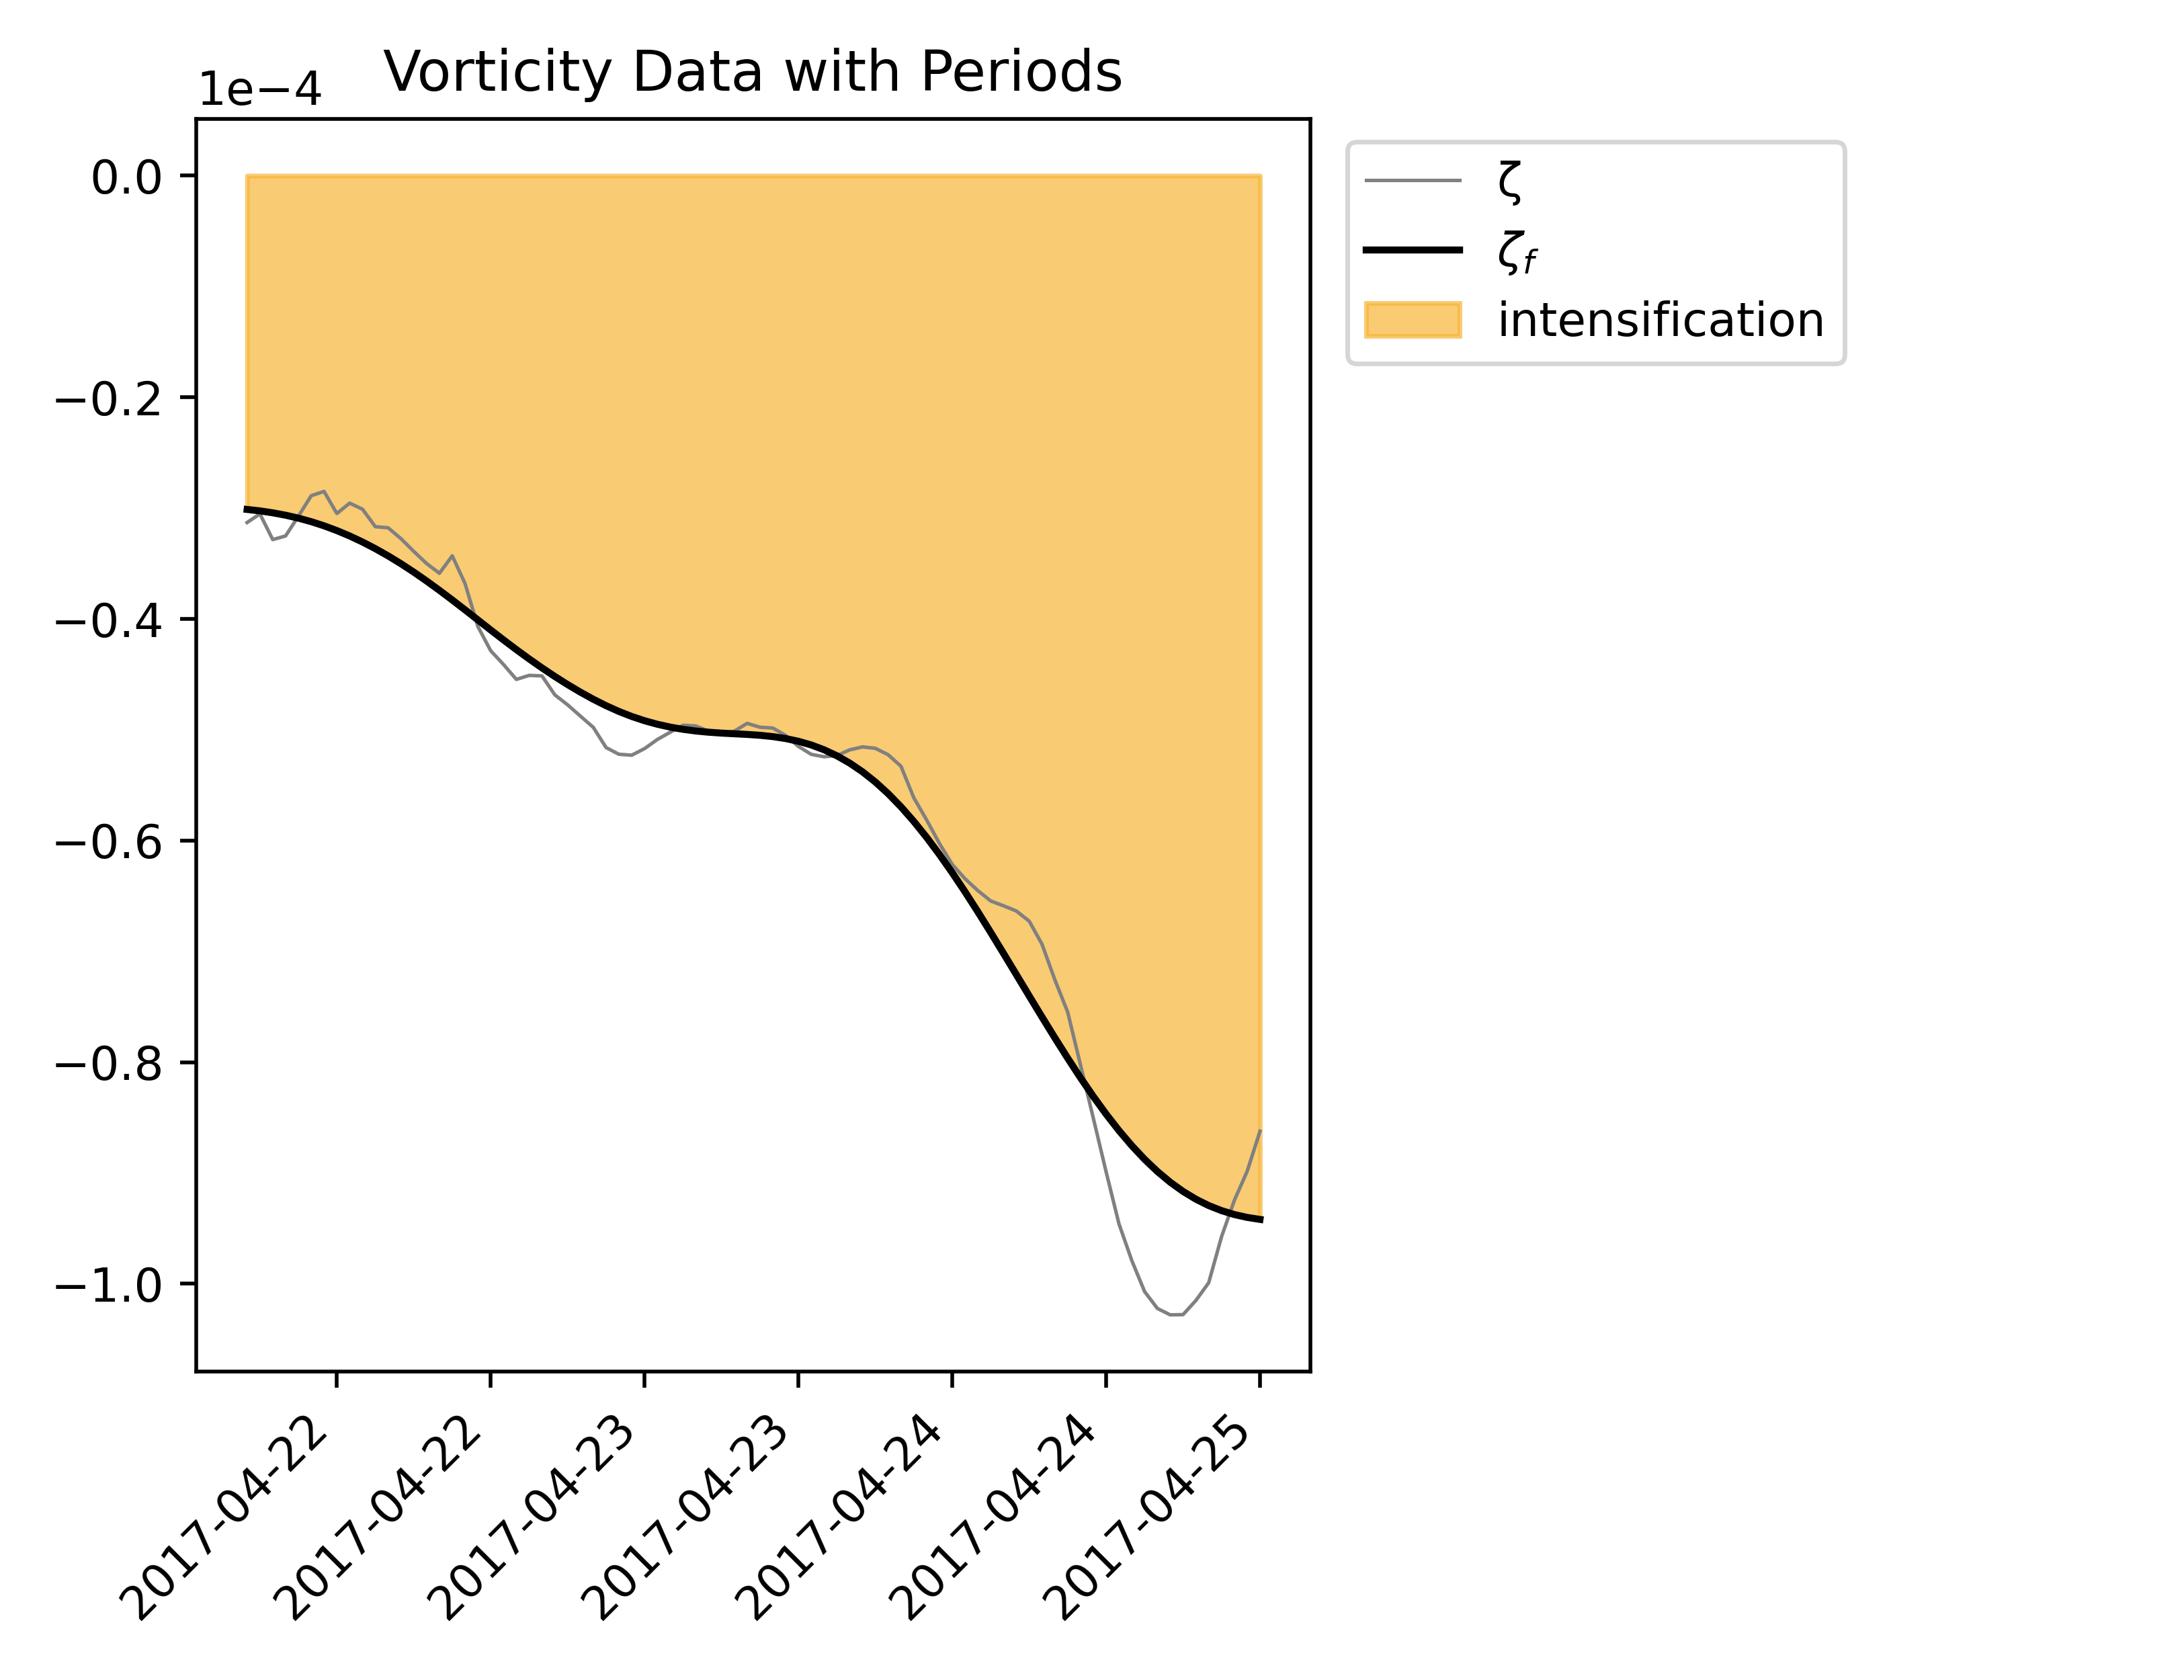 Vorticity Data with Periods
1e−4
0.0
−0.2
−0.4
−0.6
−0.8
−1.0
2017-04-22
2017-04-22
2017-04-23
2017-04-23
2017-04-24
2017-04-24
2017-04-25
ζ
ζf
intensification